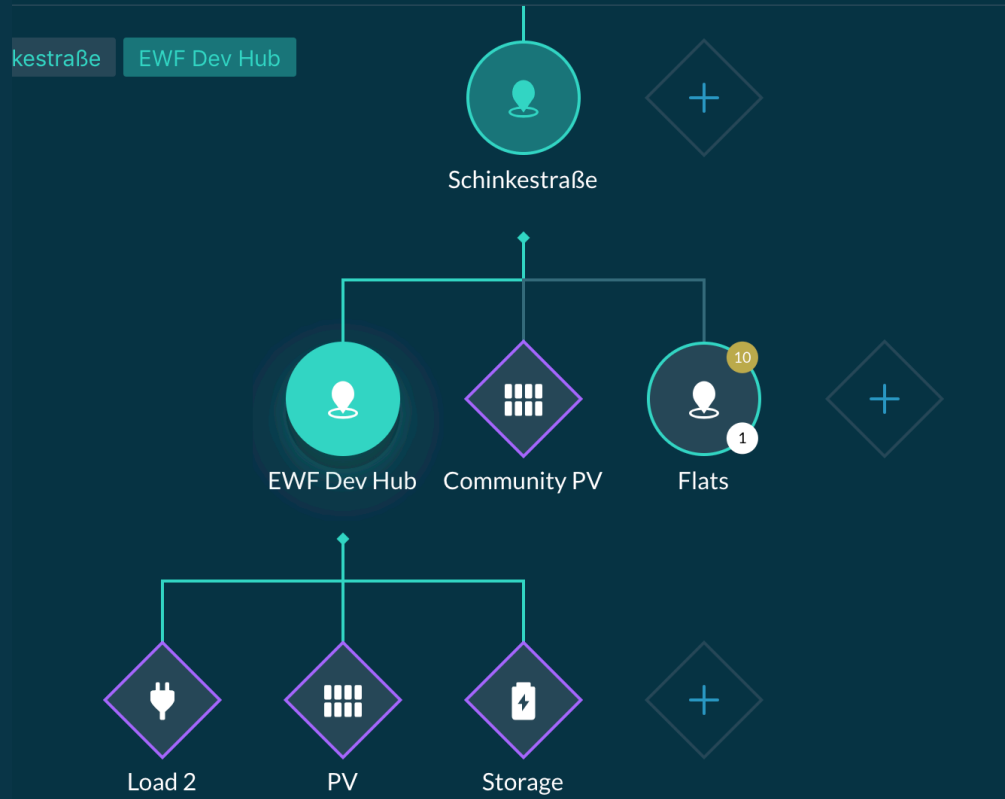 kestraße
EWF Dev Hub
Schinkestraße
10
1
EWF Dev Hub
Community PV
Flats
Load 2
PV
Storage